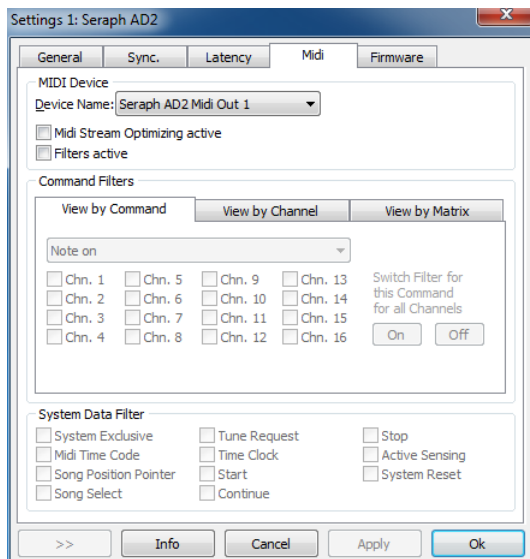 Settings 1: Seraph AD2
X
General Sync. Latency Midi Firmware
MIDI Device
Device Name: Seraph AD2 Midi Out 1
Midi Stream Optimizing active
Filters active
Command Filters
View by Command View by Channel View by Matrix
Note on
Chn. 1 Chn. 5 Chn. 9 Chn. 13 Switch Filter for
Chn. 2 Chn. 6 Chn. 10 Chn. 14 this Command
Chn. 3 Chn. 7 Chn. 11 Chn. 15 for all Channels
Chn. 4 Chn. 8 Chn. 12 Chn. 16 On Off
System Data Filter
System Exclusive Tune Request Stop
Midi Time Code Time Clock Active Sensing
Song Position Pointer Start System Reset
Song Select Continue
>> Info Cancel Apply Ok